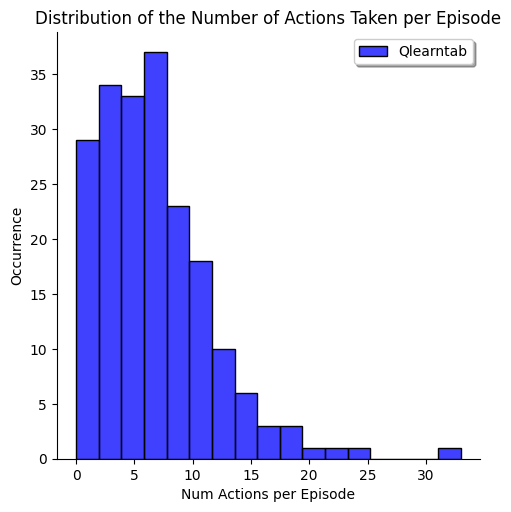 Distribution of the Number of Actions Taken per Episode
Qlearntab
35
30
25
20
15
10
5
0
Occurrence
0 5 10 15 20 25 30
Num Actions per Episode